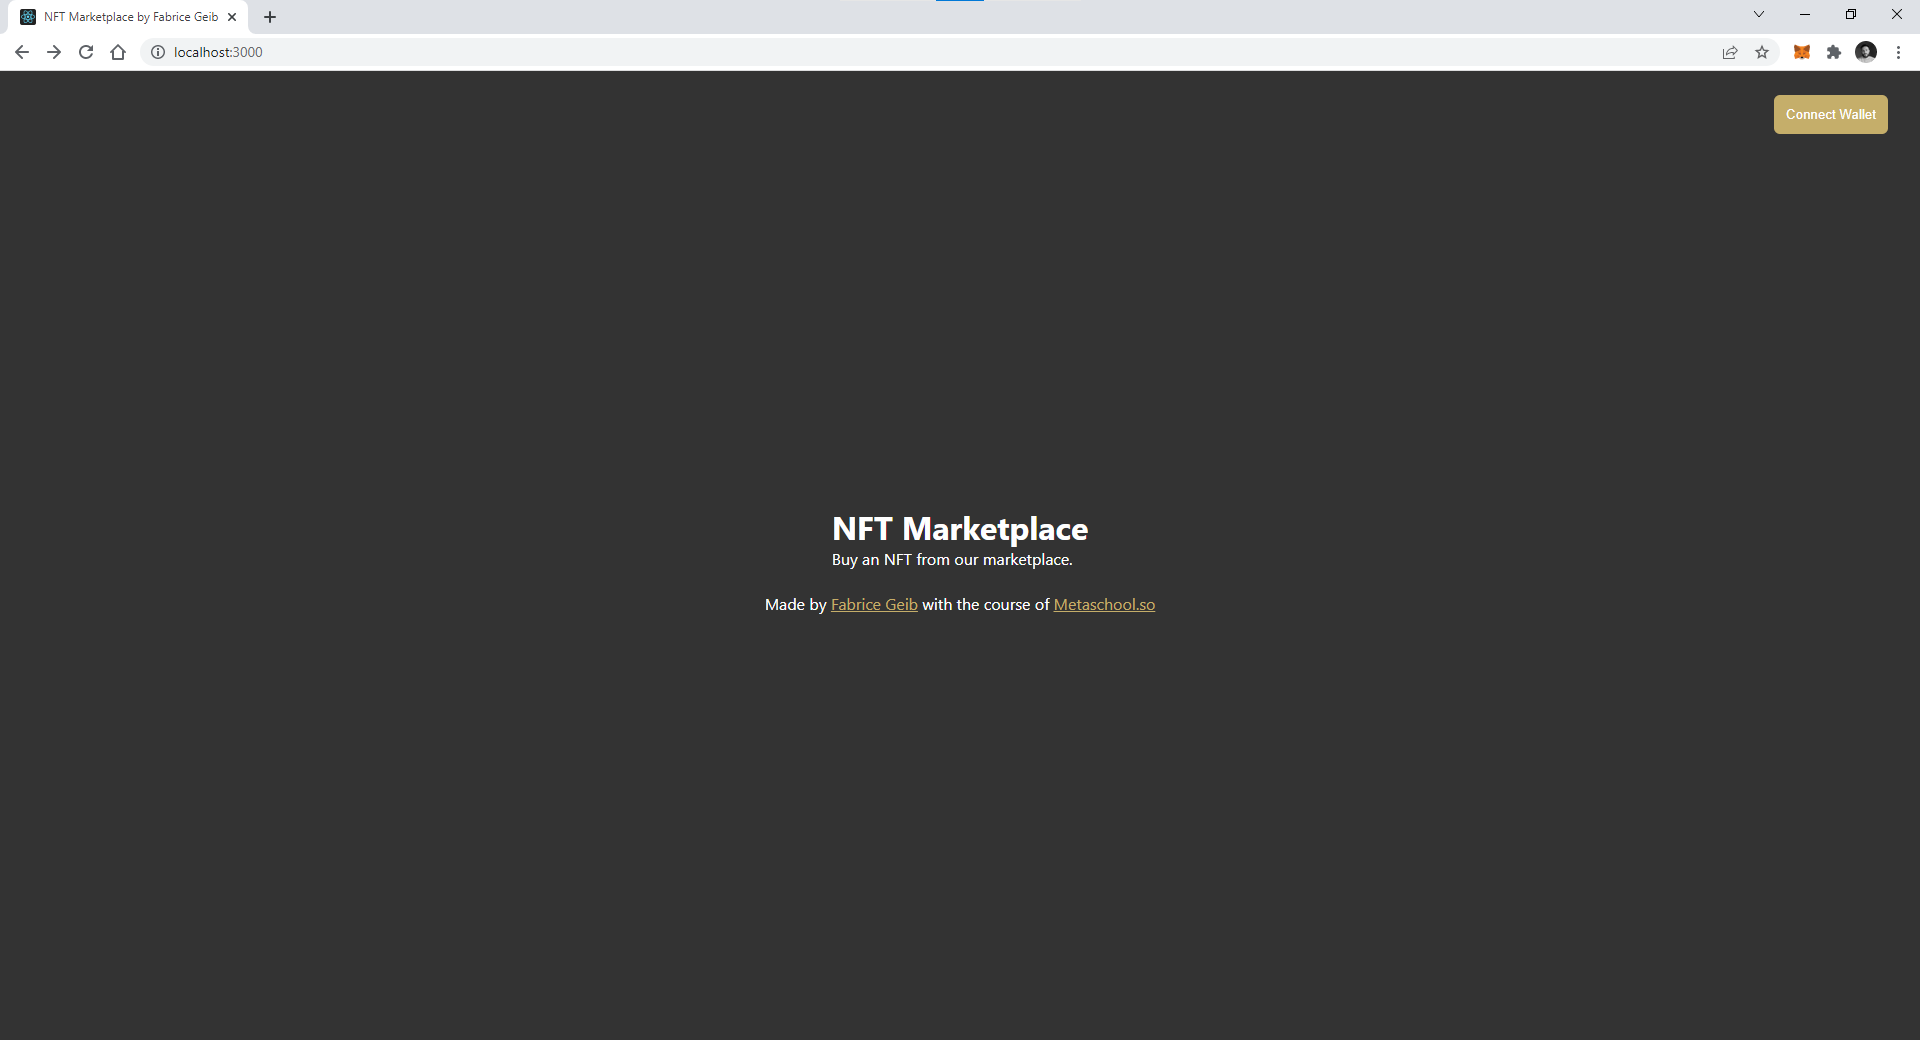 NFT Marketplace by Fabrice Geib
localhost:3000
Connect Wallet
NFT Marketplace
Buy an NFT from our marketplace.
Made by Fabrice Geib with the course of Metaschool.so